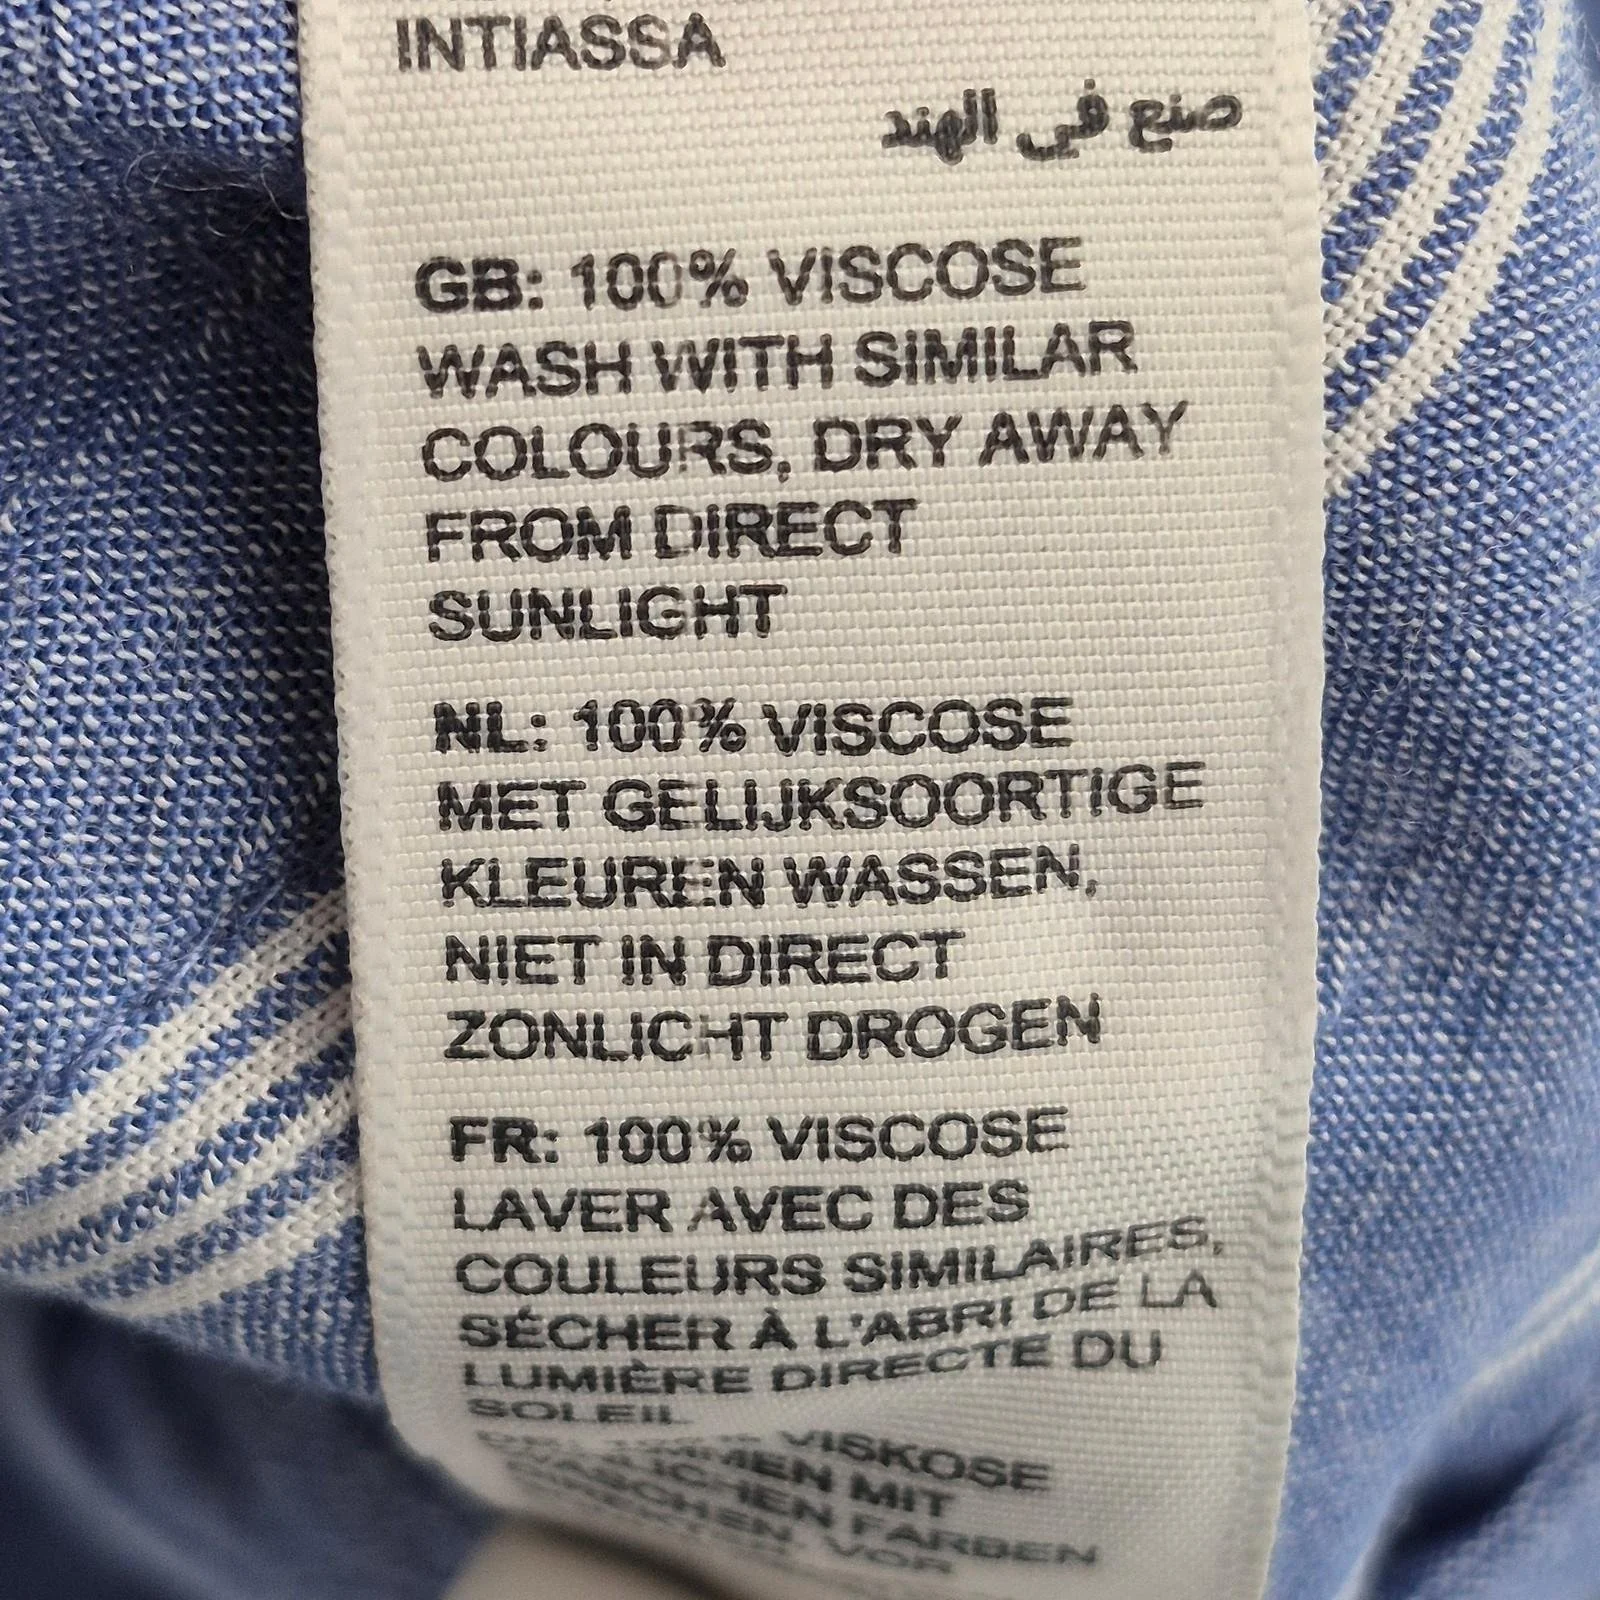 INTIASSA
صنع في الهند
GB: 100% VISCOSE
WASH WITH SIMILAR
COLOURS, DRY AWAY
FROM DIRECT
SUNLIGHT
NL: 100% VISCOSE
MET GELIJKSOORTIGE
KLEUREN WASSEN,
NIET IN DIRECT
ZONLICHT DROGEN
FR: 100% VISCOSE
LAVER AVEC DES
COULEURS SIMILAIRES,
SÉCHER À L'ABRI DE LA
LUMIÈRE DIRECTE DU
SOLEIL
VISKOSE
MIT
FARBEN
WASCHEN, VOR